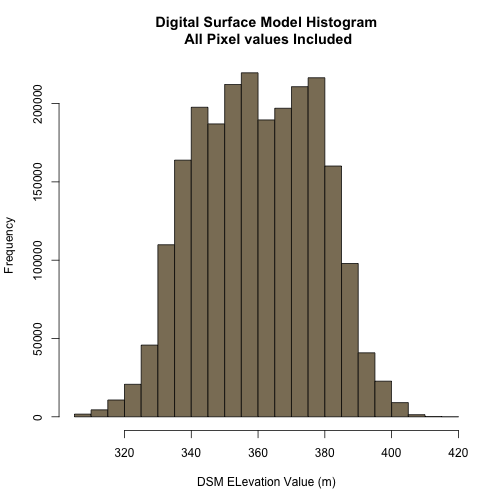 Digital Surface Model Histogram
All Pixel values Included
Frequency
200000
150000
100000
50000
0
320
340
360
380
400
420
DSM ELevation Value (m)